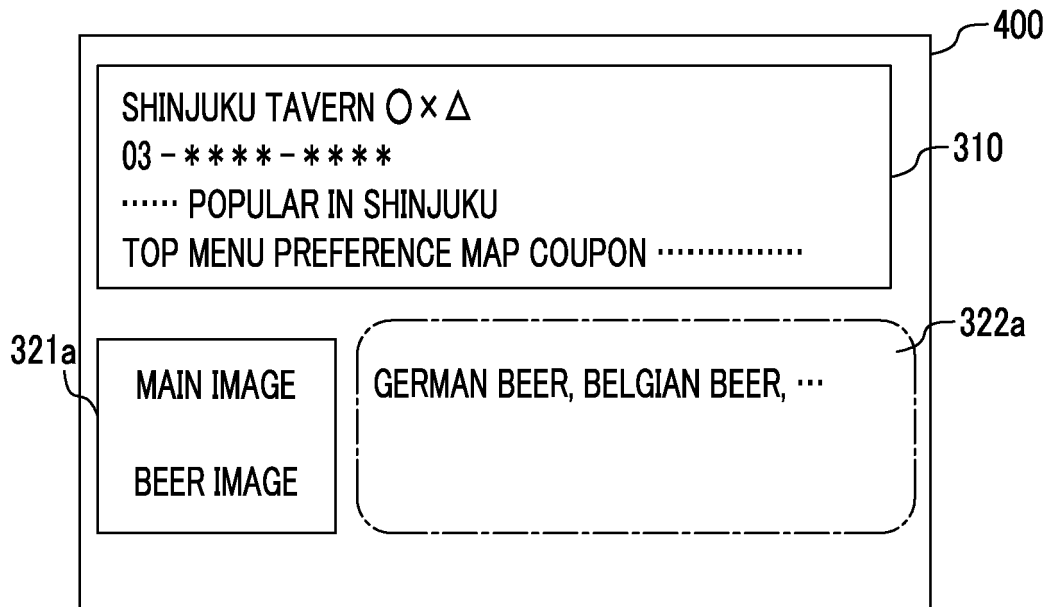 400
SHINJUKU TAVERN ○×△
03-****-****
310
...... POPULAR IN SHINJUKU
TOP MENU PREFERENCE MAP COUPON ...............
322a
321a
MAIN IMAGE
GERMAN BEER, BELGIAN BEER, ...
BEER IMAGE